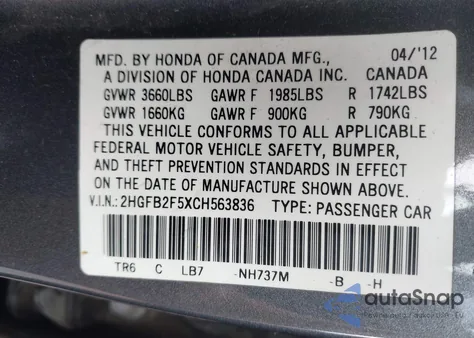 MFD. BY HONDA OF CANADA MFG., 04/'12
A DIVISION OF HONDA CANADA INC. CANADA
GVWR 3660LBS GAWR F 1985LBS R 1742LBS
GVWR 1660KG GAWR F 900KG R 790KG
THIS VEHICLE CONFORMS TO ALL APPLICABLE
FEDERAL MOTOR VEHICLE SAFETY, BUMPER,
AND THEFT PREVENTION STANDARDS IN EFFECT
ON THE DATE OF MANUFACTURE SHOWN ABOVE.
V.I.N.: 2HGFB2F5XCH563836 TYPE: PASSENGER CAR
TR6 C LB7 -NH737M -B -H
autoSnap